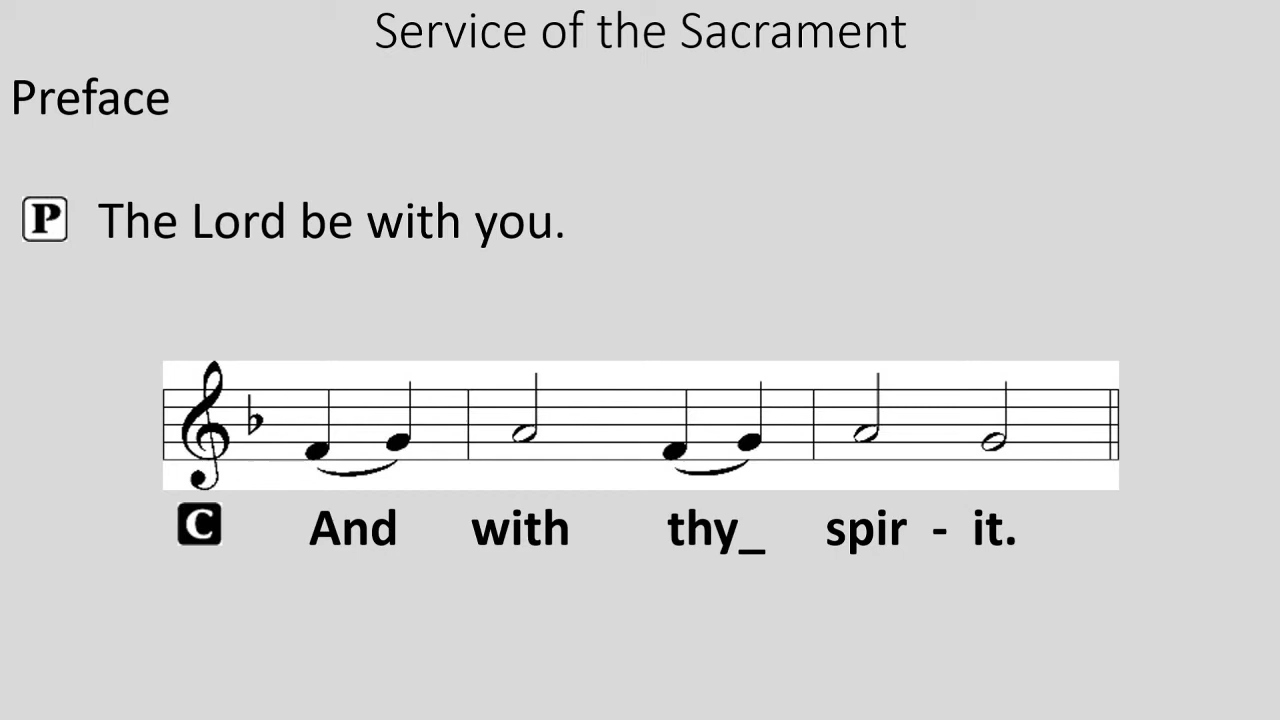 Service of the Sacrament
Preface
P The Lord be with you.
C And with thy_ spir - it.